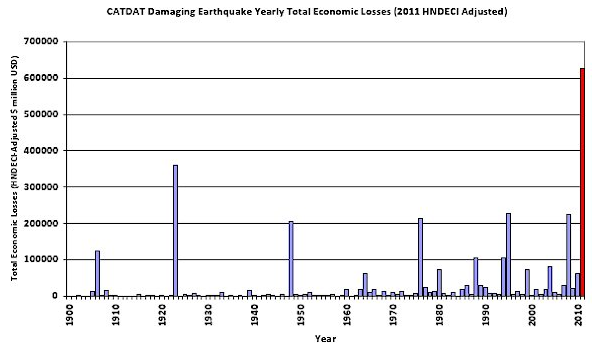 CATDAT Damaging Earthquake Yearly Total Economic Losses (2011 HNDECI Adjusted)
Total Economic Losses (HNDECI-Adjusted $ million USD)
700000
600000
500000
400000
300000
200000
100000
0
1900 1910 1920 1930 1940 1950 1960 1970 1980 1990 2000 2010
Year